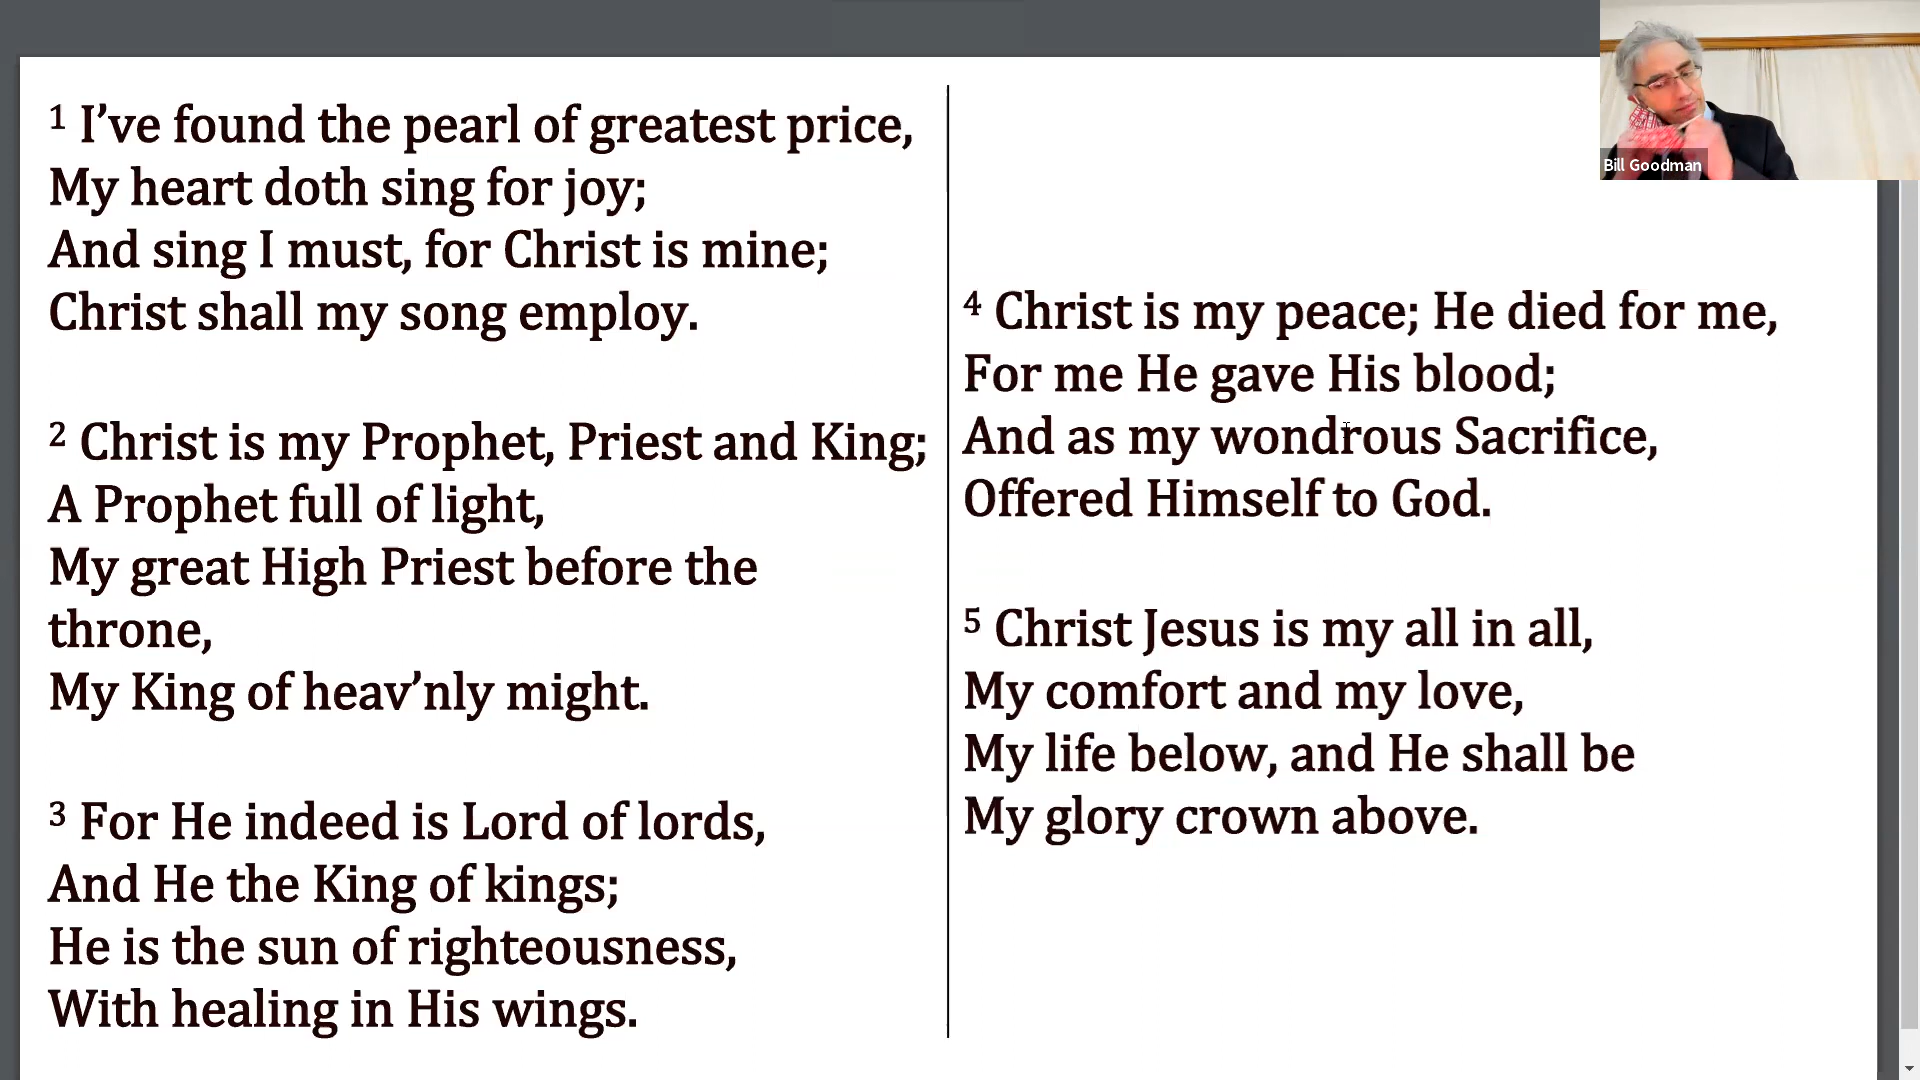 1 I’ve found the pearl of greatest price,
My heart doth sing for joy;
And sing I must, for Christ is mine;
Christ shall my song employ.
2 Christ is my Prophet, Priest and King;
A Prophet full of light,
My great High Priest before the
throne,
My King of heav’nly might.
3 For He indeed is Lord of lords,
And He the King of kings;
He is the sun of righteousness,
With healing in His wings.
4 Christ is my peace; He died for me,
For me He gave His blood;
And as my wondrous Sacrifice,
Offered Himself to God.
5 Christ Jesus is my all in all,
My comfort and my love,
My life below, and He shall be
My glory crown above.
Bill Goodman